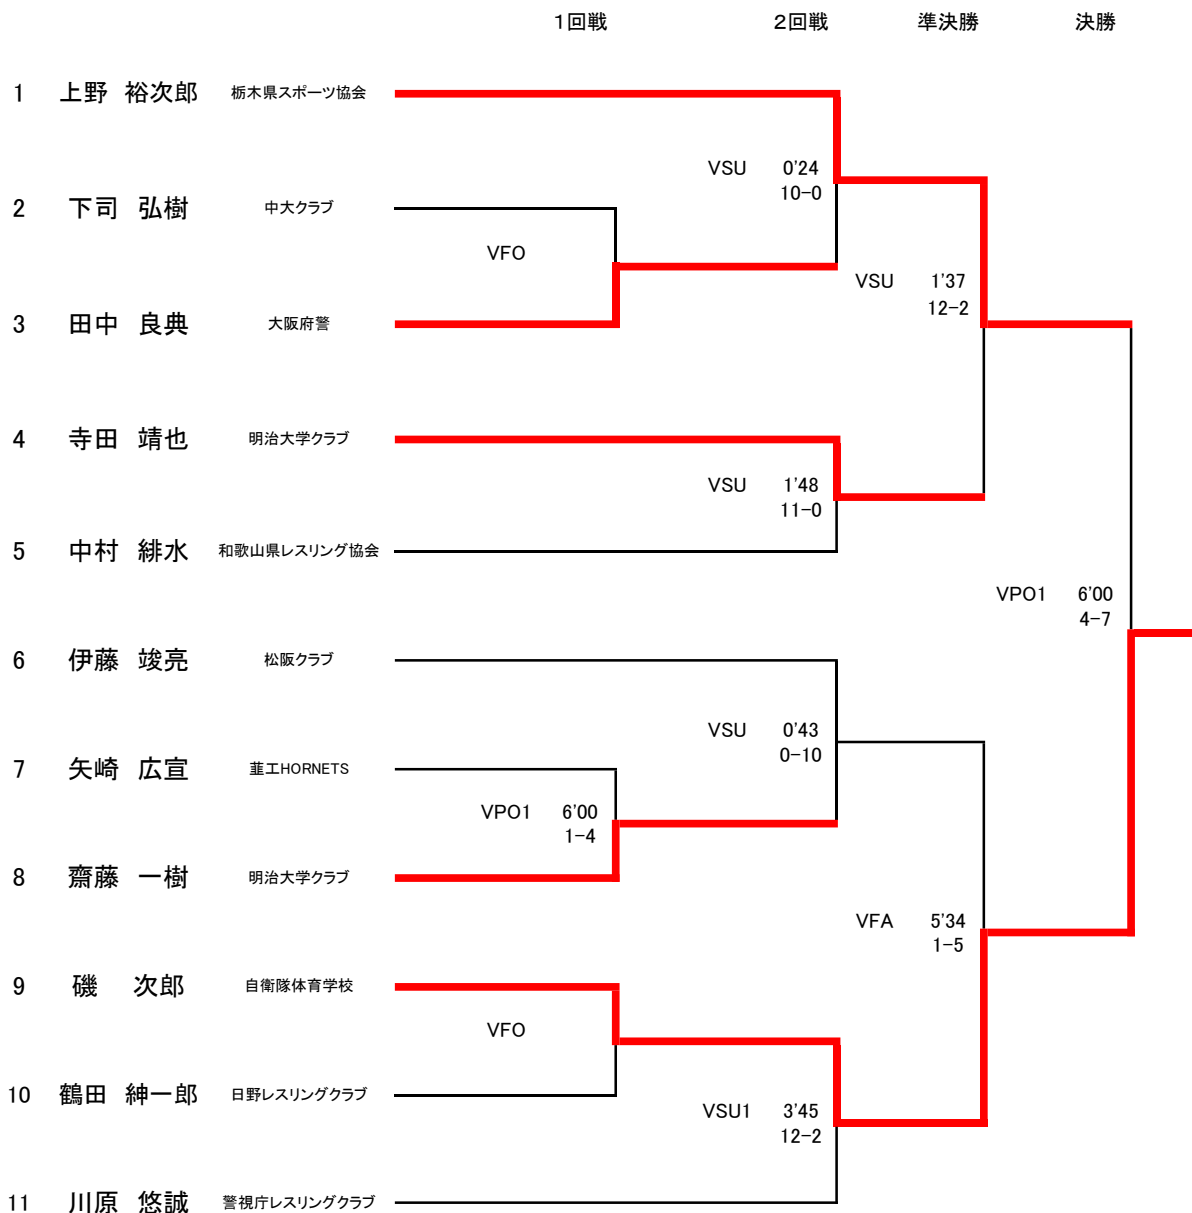 1回戦 2回戦 準決勝 決勝
1 上野 裕次郎 栃木県スポーツ協会
VSU 0'24
10-0
2 下司 弘樹 中大クラブ
VFO
VSU 1'37
12-2
3 田中 良典 大阪府警
4 寺田 靖也 明治大学クラブ
VSU 1'48
11-0
5 中村 緋水 和歌山県レスリング協会
VPO1 6'00
4-7
6 伊藤 竣亮 松阪クラブ
VSU 0'43
0-10
7 矢崎 広宣 韮工HORNETS
VPO1 6'00
1-4
8 齋藤 一樹 明治大学クラブ
VFA 5'34
1-5
9 磯 次郎 自衛隊体育学校
VFO
10 鶴田 紳一郎 日野レスリングクラブ
VSU1 3'45
12-2
11 川原 悠誠 警視庁レスリングクラブ